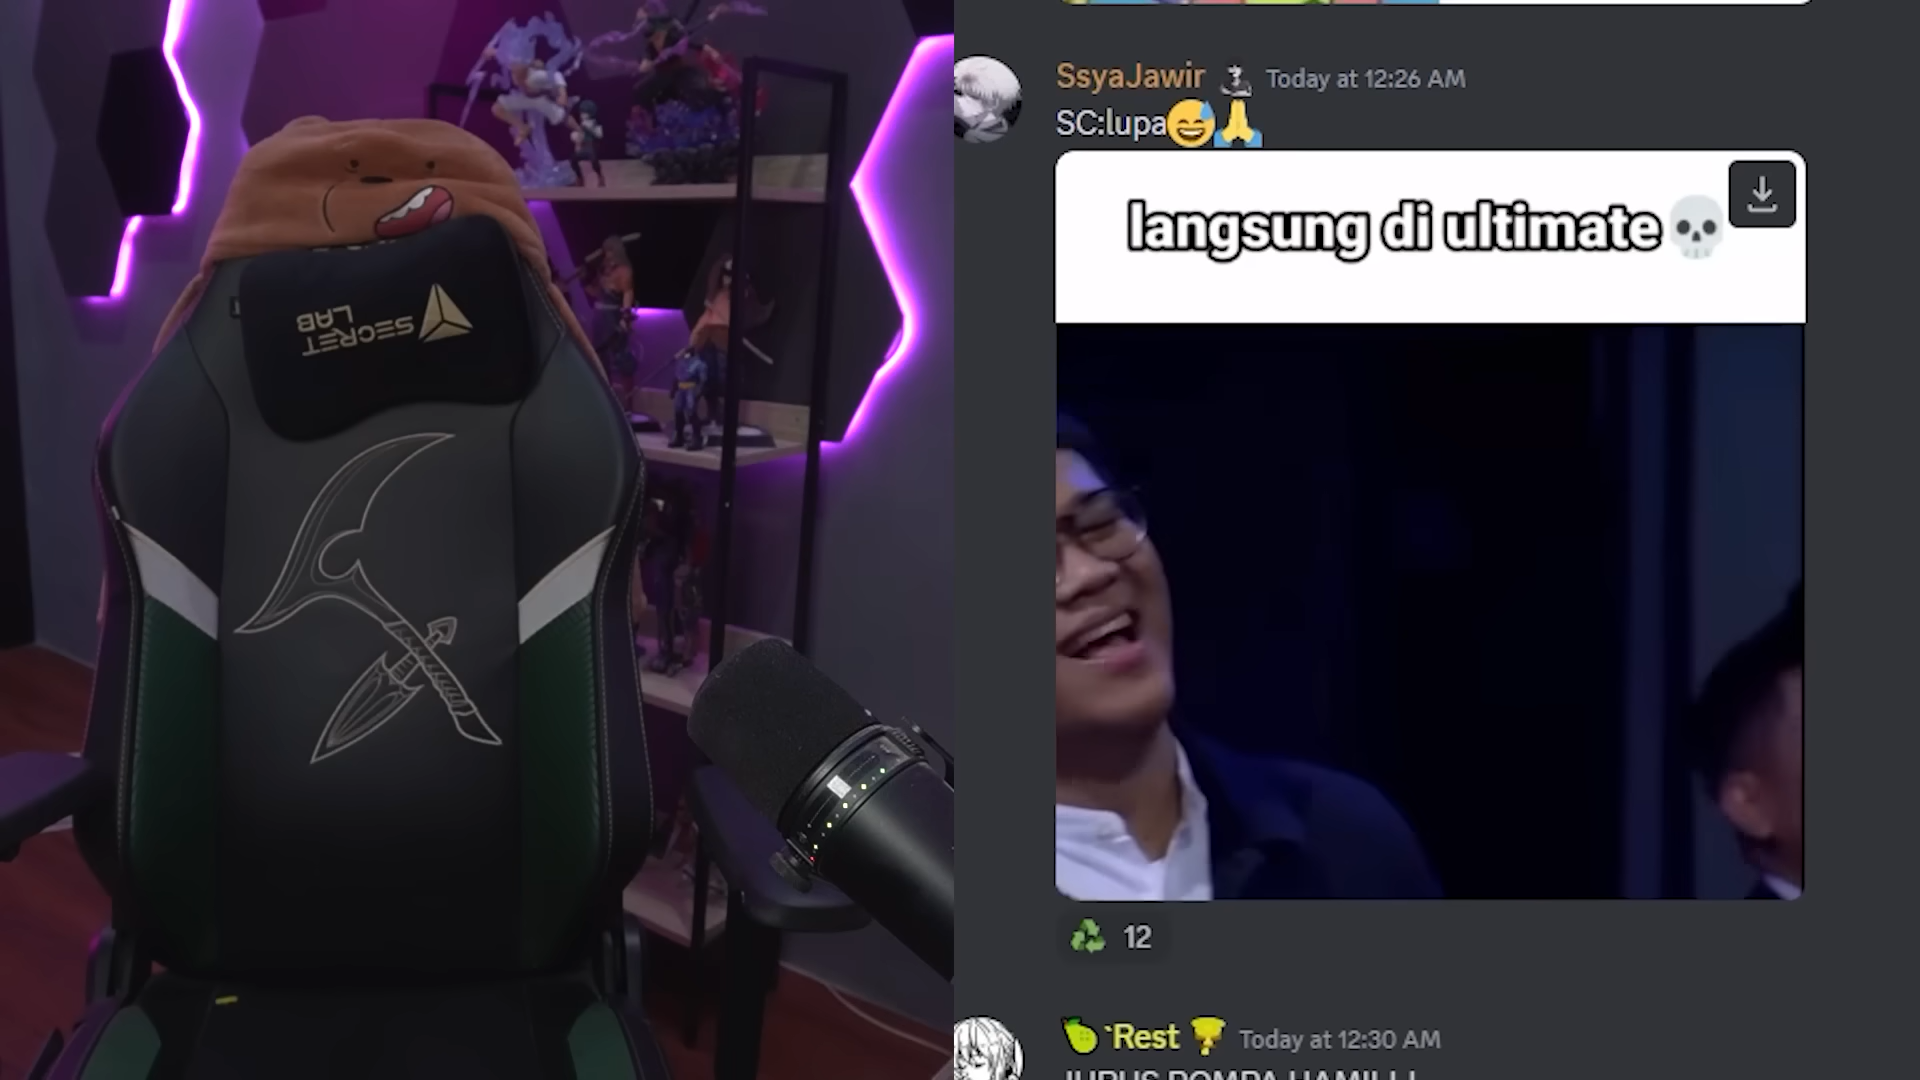 SECRET
LAB
SsyaJawir Today at 12:26 AM
SC:lupa😅🙏
langsung di ultimate💀
12
`Rest Today at 12:30 AM